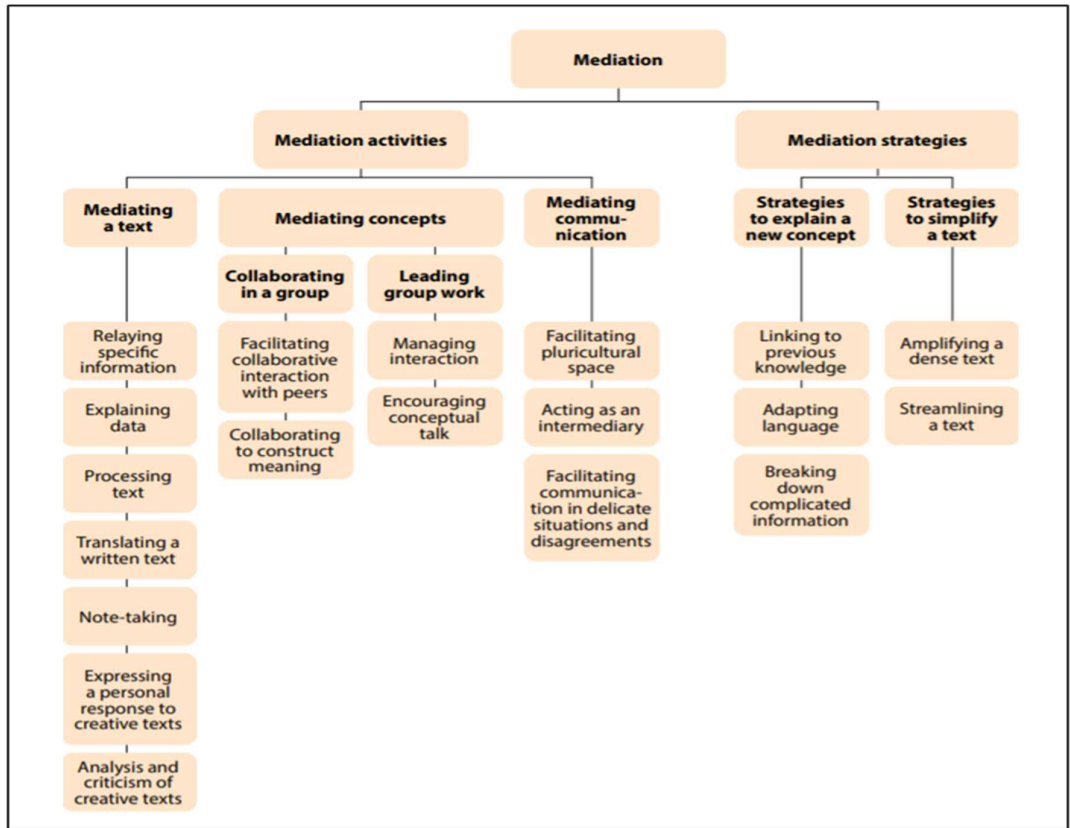 Mediation
Mediation activities
Mediation strategies
Mediating
a text
Mediating concepts
Mediating
commu-
nication
Strategies
to explain a
new concept
Strategies
to simplify
a text
Collaborating
in a group
Leading
group work
Relaying
specific
information
Explaining
data
Processing
text
Translating a
written text
Note-taking
Expressing
a personal
response to
creative texts
Analysis and
criticism of
creative texts
Facilitating
collaborative
interaction
with peers
Collaborating
to construct
meaning
Managing
interaction
Encouraging
conceptual
talk
Facilitating
pluricultural
space
Acting as an
intermediary
Facilitating
communica-
tion in delicate
situations and
disagreements
Linking to
previous
knowledge
Adapting
language
Breaking
down
complicated
information
Amplifying a
dense text
Streamlining
a text